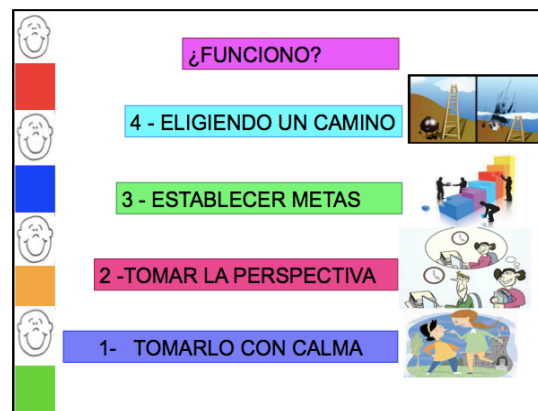 ¿FUNCIONO?
4 - ELIGIENDO UN CAMINO
3 - ESTABLECER METAS
2 -TOMAR LA PERSPECTIVA
1- TOMARLO CON CALMA